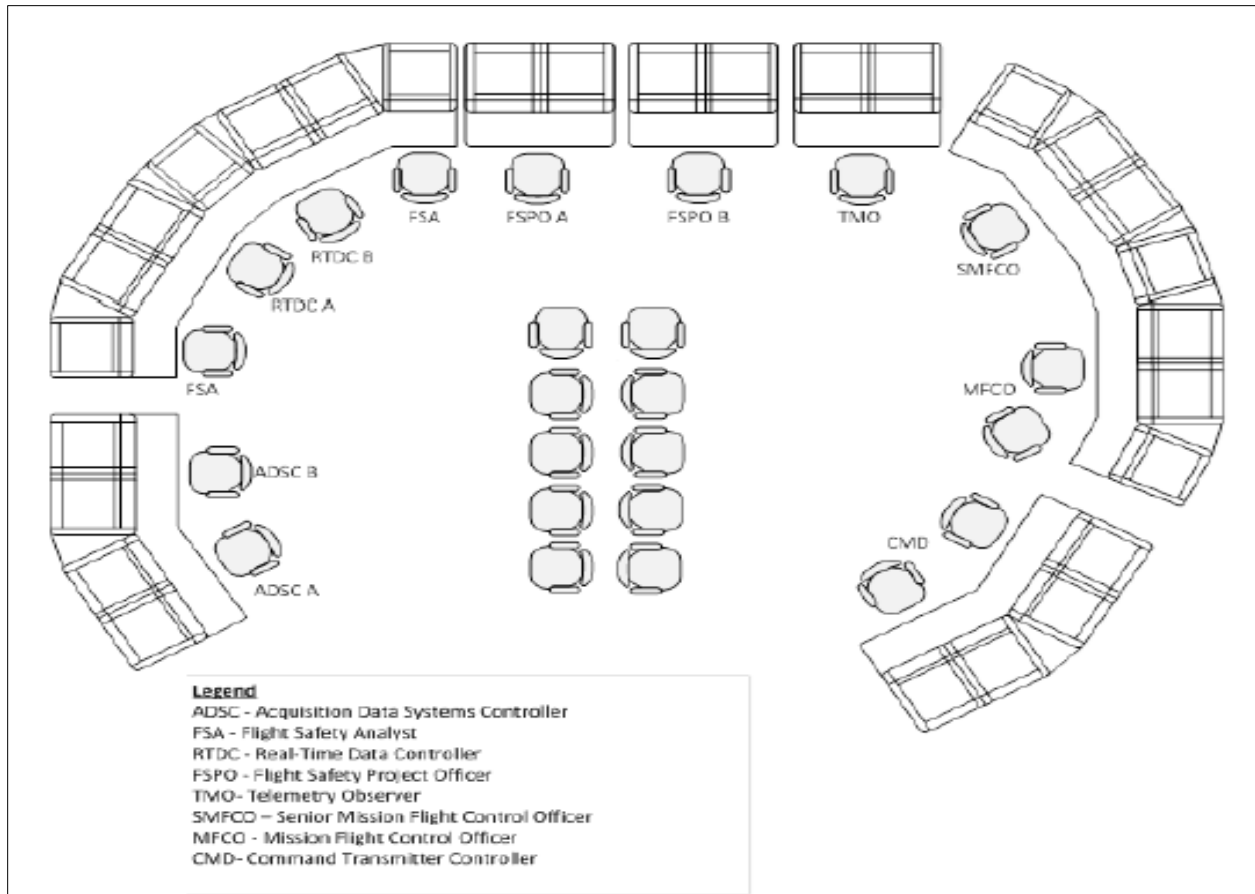 FSA
FSPO A
FSPO B
TMO
RTDC B
SMFCO
RTDC A
FSA
MFCO
ADSC B
CMD
ADSC A
Legend
ADSC - Acquisition Data Systems Controller
FSA - Flight Safety Analyst
RTDC - Real-Time Data Controller
FSPO - Flight Safety Project Officer
TMO- Telemetry Observer
SMFCO – Senior Mission Flight Control Officer
MFCO - Mission Flight Control Officer
CMD- Command Transmitter Controller